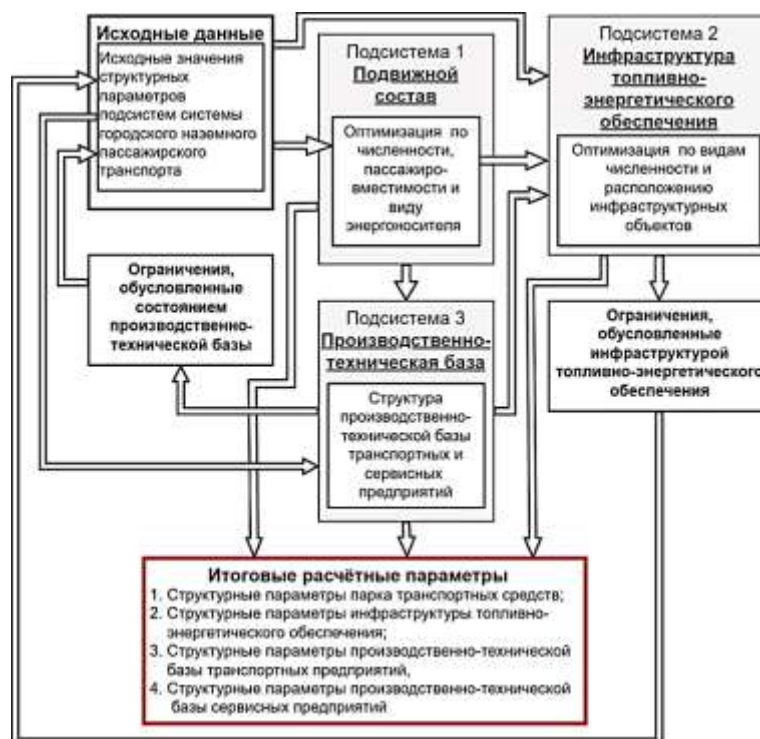 Исходные данные
Исходные значения
структурных
параметров
подсистем системы
городского наземного
пассажирского
транспорта
Подсистема 1
Подвижной
состав
Оптимизация по
численности,
пассажиро-
вместимости и
виду
энергоносителя
Подсистема 2
Инфраструктура
топливно-
энергетического
обеспечения
Оптимизация по видам
численности и
расположению
инфраструктурных
объектов
Ограничения,
обусловленные
состоянием
производственно-
технической базы
Подсистема 3
Производственно-
техническая база
Структура
производственно-
технической базы
транспортных и
сервисных
предприятий
Ограничения,
обусловленные
инфраструктурой
топливно-энергетического
обеспечения
Итоговые расчётные параметры
1. Структурные параметры парка транспортных средств;
2. Структурные параметры инфраструктуры топливно-
энергетического обеспечения;
3. Структурные параметры производственно-технической
базы транспортных предприятий,
4. Структурные параметры производственно-технической
базы сервисных предприятий